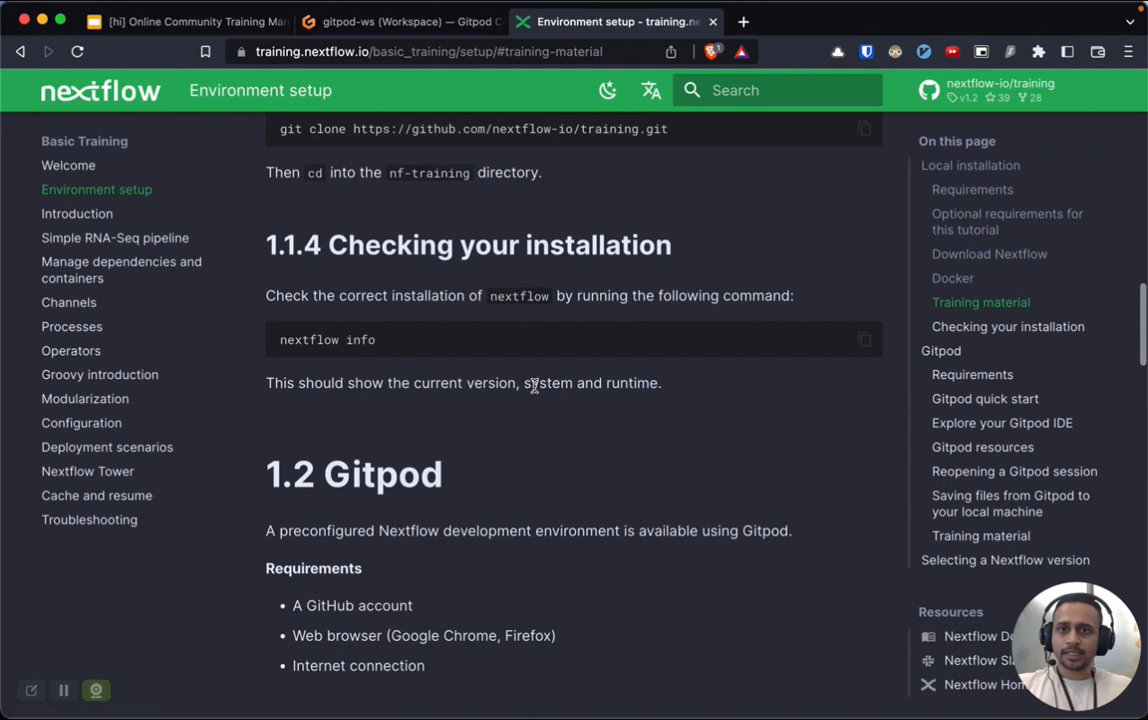 [hi] Online Community Training Mar
gitpod-ws (Workspace) — Gitpod
Environment setup - training.ne
training.nextflow.io/basic_training/setup/#training-material
1
nextflow
Environment setup
Search
nextflow-io/training
v1.2 39 28
Basic Training
Welcome
Environment setup
Introduction
Simple RNA-Seq pipeline
Manage dependencies and
containers
Channels
Processes
Operators
Groovy introduction
Modularization
Configuration
Deployment scenarios
Nextflow Tower
Cache and resume
Troubleshooting
git clone https://github.com/nextflow-io/training.git
Then cd into the nf-training directory.
1.1.4 Checking your installation
Check the correct installation of nextflow by running the following command:
nextflow info
This should show the current version, system and runtime.
1.2 Gitpod
A preconfigured Nextflow development environment is available using Gitpod.
Requirements
• A GitHub account
• Web browser (Google Chrome, Firefox)
• Internet connection
On this page
Local installation
Requirements
Optional requirements for
this tutorial
Download Nextflow
Docker
Training material
Checking your installation
Gitpod
Requirements
Gitpod quick start
Explore your Gitpod IDE
Gitpod resources
Reopening a Gitpod session
Saving files from Gitpod to
your local machine
Training material
Selecting a Nextflow version
Resources
Nextflow Do
Nextflow Sla
Nextflow Hom